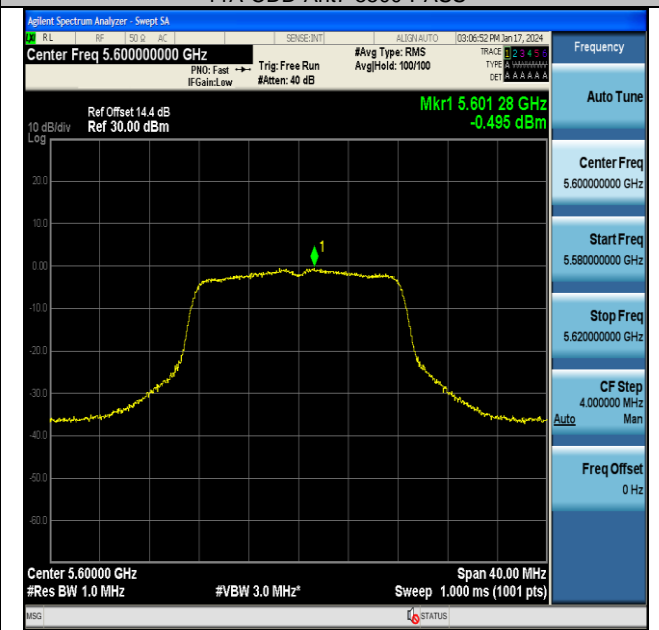 Agilent Spectrum Analyzer - Swept SA
RL RF 50 Ω AC SENSE:INT ALIGN AUTO 03:06:52 PM Jan 17, 2024
Center Freq 5.600000000 GHz
PNO: Fast
IFGain:Low
Trig: Free Run
#Atten: 40 dB
#Avg Type: RMS
Avg|Hold: 100/100
TRACE 1 2 3 4 5 6
TYPE A
DET A A A A A A
Frequency
Ref Offset 14.4 dB
10 dB/div Ref 30.00 dBm
Log
Mkr1 5.601 28 GHz
-0.495 dBm
20.0
10.0
0.00
-10.0
-20.0
-30.0
-40.0
-50.0
-60.0
1
Center 5.60000 GHz Span 40.00 MHz
#Res BW 1.0 MHz #VBW 3.0 MHz* Sweep 1.000 ms (1001 pts)
MSG STATUS
Auto Tune
Center Freq
5.600000000 GHz
Start Freq
5.580000000 GHz
Stop Freq
5.620000000 GHz
CF Step
4.000000 MHz
Auto Man
Freq Offset
0 Hz